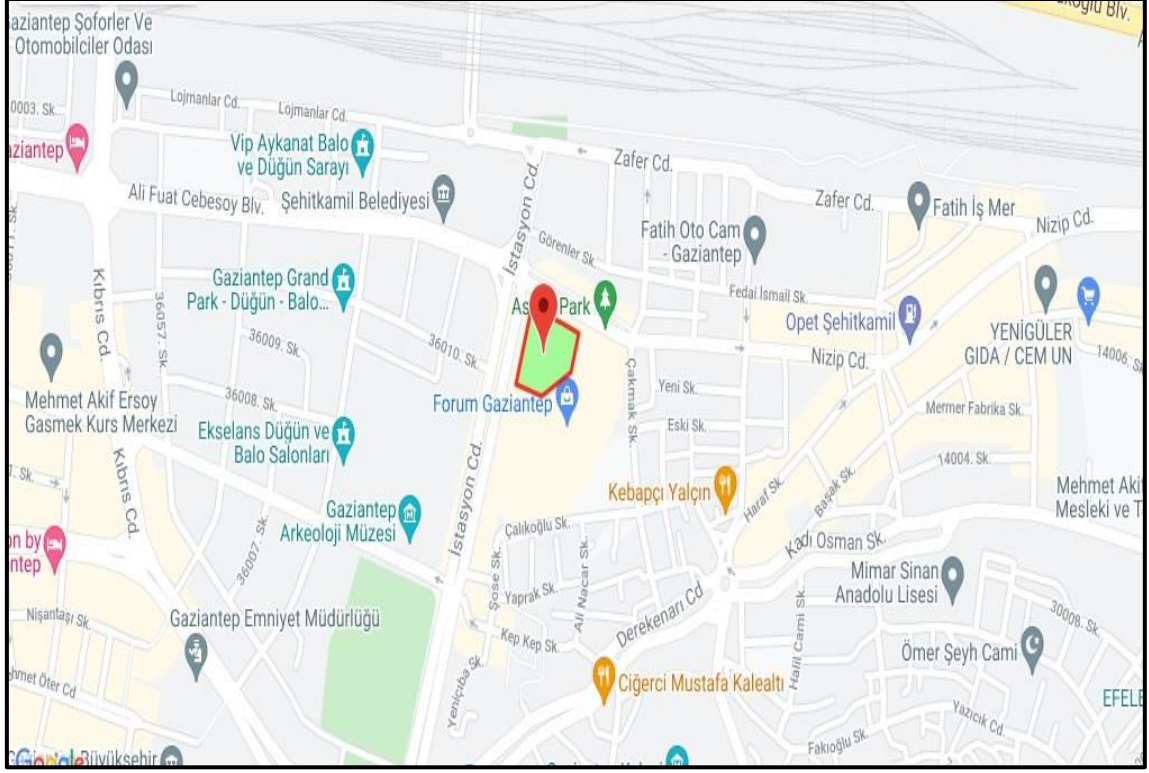 aziantep Şoforler Ve
Otomobilciler Odası
Lojmanlar Cd.
Lojmanlar Cd.
0003. Sk.
aziantep
Vip Aykanat Balo
ve Düğün Sarayı
Zafer Cd.
Zafer Cd.
Ali Fuat Cebesoy Blv.
Şehitkamil Belediyesi
İstasyon Cd.
Fatih İş Mer
Nizip Cd.
Fatih Oto Cam
- Gaziantep
Görenler Sk.
Gaziantep Grand
Park - Düğün - Balo...
Fedai İsmail Sk.
Kıbrıs Cd.
36057. Sk.
Park
Opet Şehitkamil
YENİGÜLER
GIDA / CEM UN
14006. Sk
36009. Sk.
36010. Sk.
Nizip Cd.
Çakmak Sk.
Yeni Sk.
Mehmet Akif Ersoy
Gasmek Kurs Merkezi
36008. Sk.
Forum Gaziantep
Mermer Fabrika Sk.
Eski Sk.
Ekselans Düğün ve
Balo Salonları
Kıbrıs Cd.
14004. Sk.
İstasyon Cd.
Kebapçı Yalçın
Haraf Sk.
Başak Sk.
Mehmet Aki
Mesleki ve T
Gaziantep
Arkeoloji Müzesi
Çalıkoğlu Sk.
Kadı Osman Sk.
on by
ntep
36007. Sk.
Şose Sk.
Yaprak Sk.
Ali Nacar Sk.
Mimar Sinan
Anadolu Lisesi
Nişantaşı Sk.
Gaziantep Emniyet Müdürlüğü
Derekenarı Cd
Halil Cami Sk.
30008. Sk.
Kep Kep Sk.
Ömer Şeyh Cami
Yeniçıba Sk.
Ciğerci Mustafa Kalealtı
hmet Öter Cd
EFELE
Yazıcık Cd.
Fakıoğlu Sk.
Büyükşehir